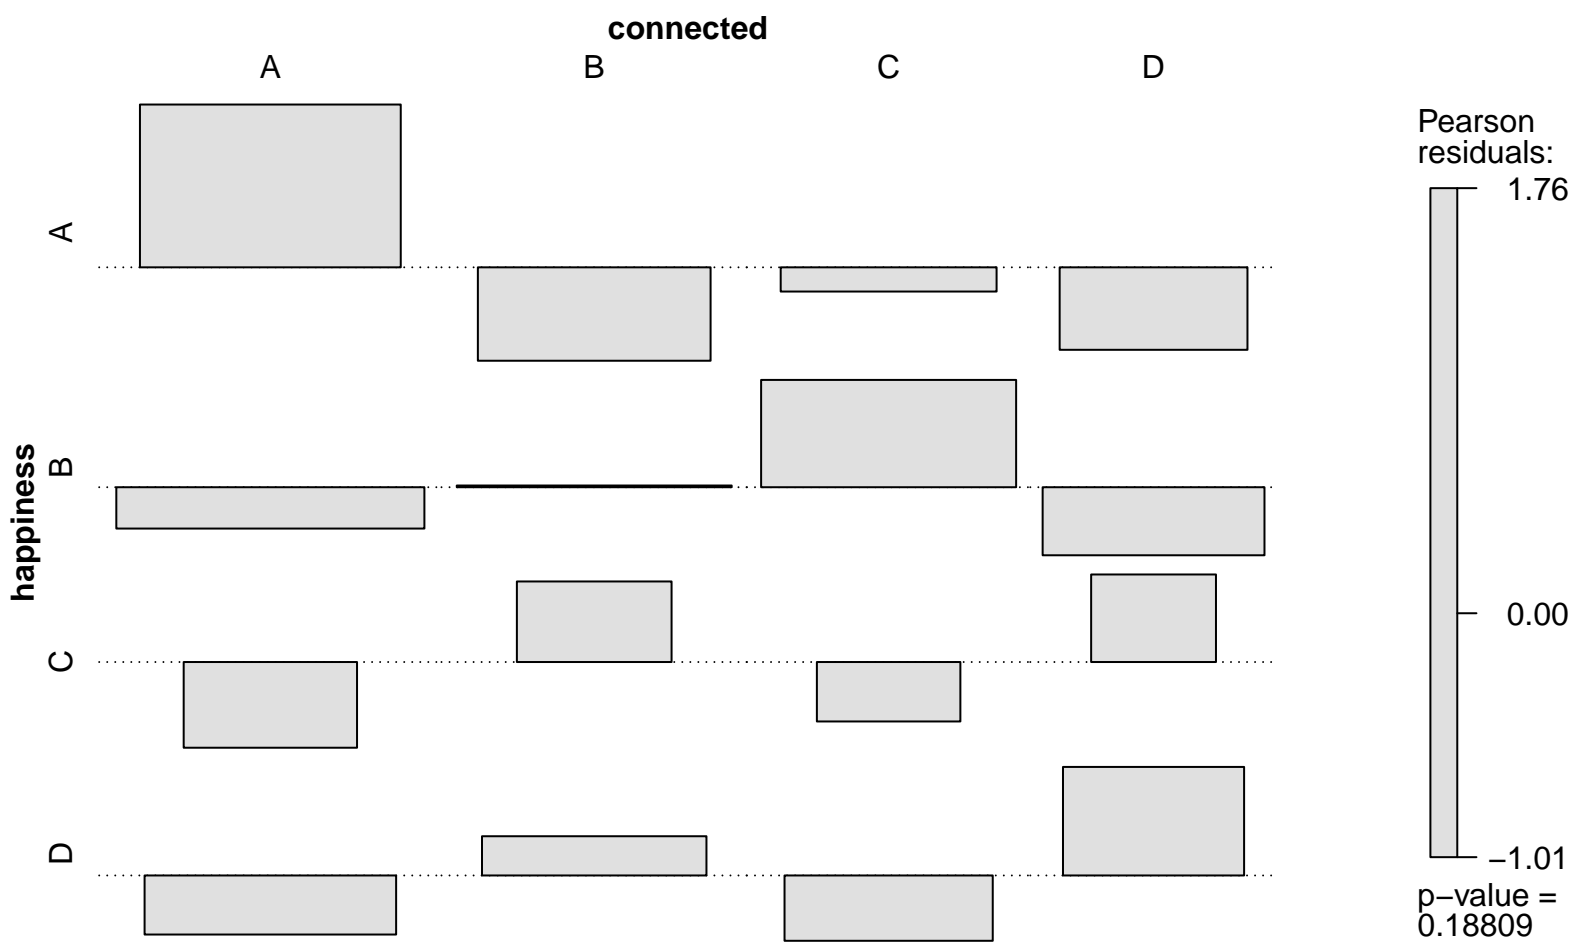 connected
A B C D
happiness
A
B
C
D
Pearson
residuals:
1.76
0.00
−1.01
p−value =
0.18809